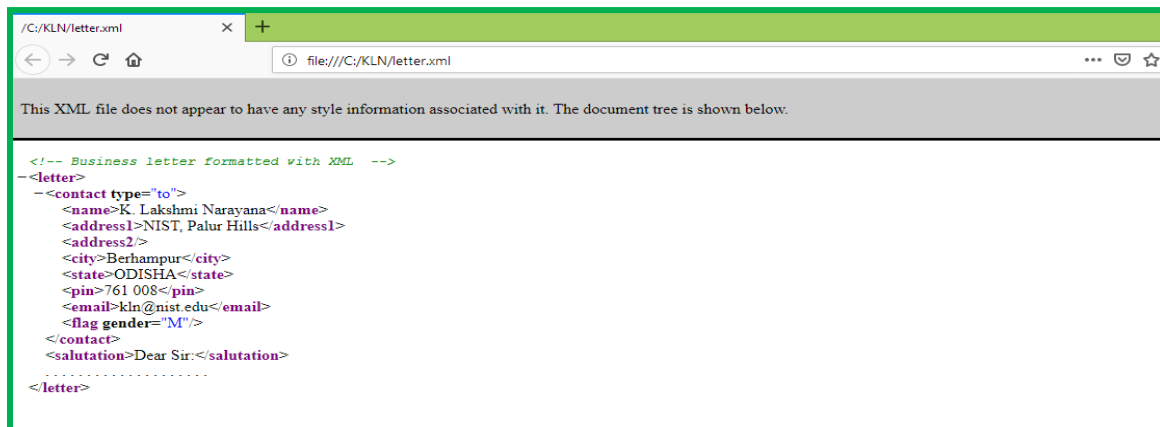 /C:/KLN/letter.xml
file:///C:/KLN/letter.xml
This XML file does not appear to have any style information associated with it. The document tree is shown below.
<!-- Business letter formatted with XML -->
−<letter>
−<contact type="to">
<name>K. Lakshmi Narayana</name>
<address1>NIST, Palur Hills</address1>
<address2/>
<city>Berhampur</city>
<state>ODISHA</state>
<pin>761 008</pin>
<email>kln@nist.edu</email>
<flag gender="M"/>
</contact>
<salutation>Dear Sir:</salutation>
. . . . . . . . . . . . . . . . . . . .
</letter>